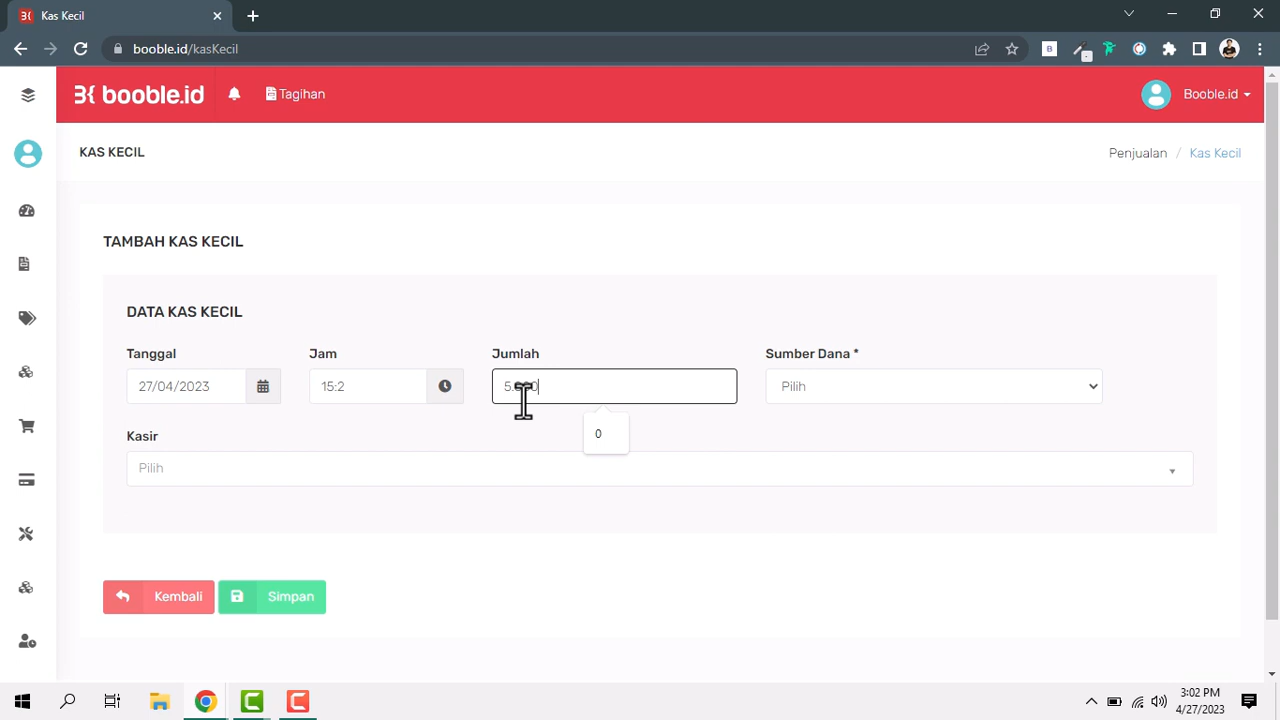 Kas Kecil
booble.id/kasKecil
booble.id
Tagihan
Booble.id
KAS KECIL
Penjualan / Kas Kecil
TAMBAH KAS KECIL
DATA KAS KECIL
Tanggal
Jam
Jumlah
Sumber Dana *
27/04/2023
15:2
Pilih
0
Kasir
Pilih
Kembali
Simpan
3:02 PM
4/27/2023